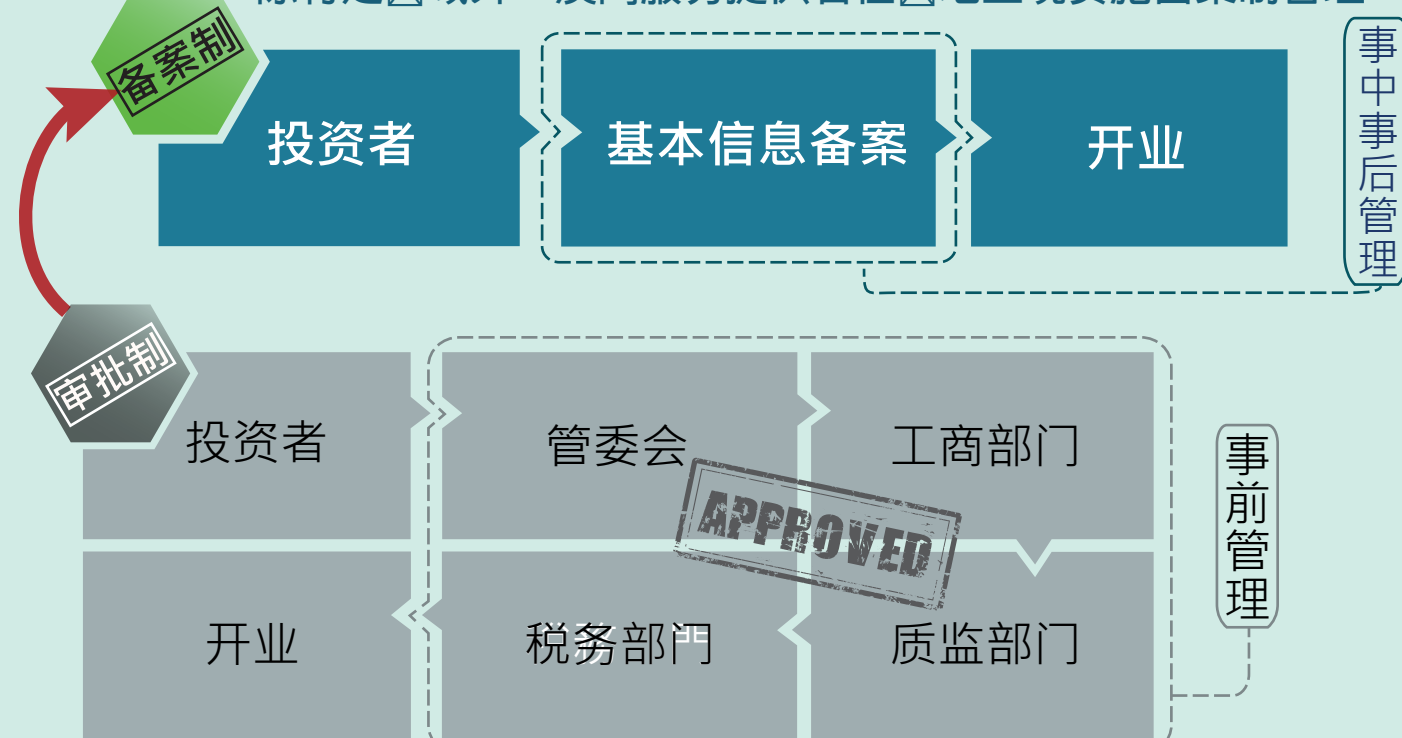 备案制
投资者
基本信息备案
开业
事中事后管理
审批制
投资者
管委会
工商部门
APPROVED
事前管理
开业
税务部门
质监部门